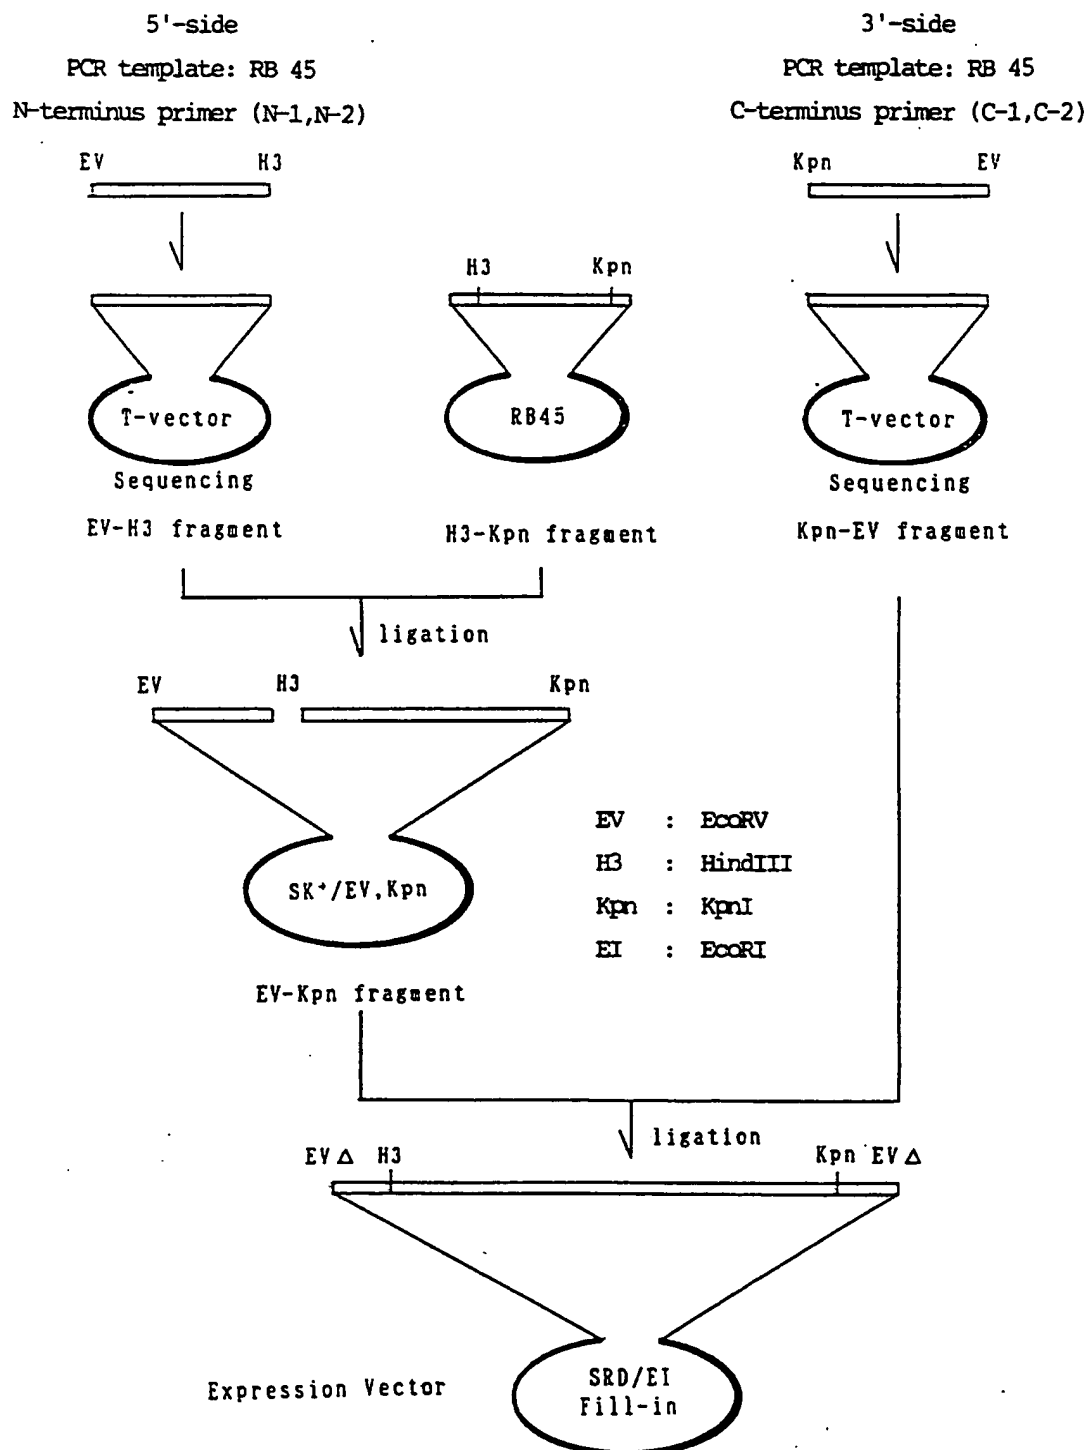 5'-side
PCR template: RB 45
N-terminus primer (N-1,N-2)
3'-side
PCR template: RB 45
C-terminus primer (C-1,C-2)
EV H3
Kpn EV
H3 Kpn
T-vector
Sequencing
EV-H3 fragment
RB45
H3-Kpn fragment
T-vector
Sequencing
Kpn-EV fragment
ligation
EV H3 Kpn
SK+/EV,Kpn
EV-Kpn fragment
EV : EcoRV
H3 : HindIII
Kpn : KpnI
EI : EcoRI
ligation
EV Δ H3 Kpn EV Δ
Expression Vector
SRD/EI
Fill-in